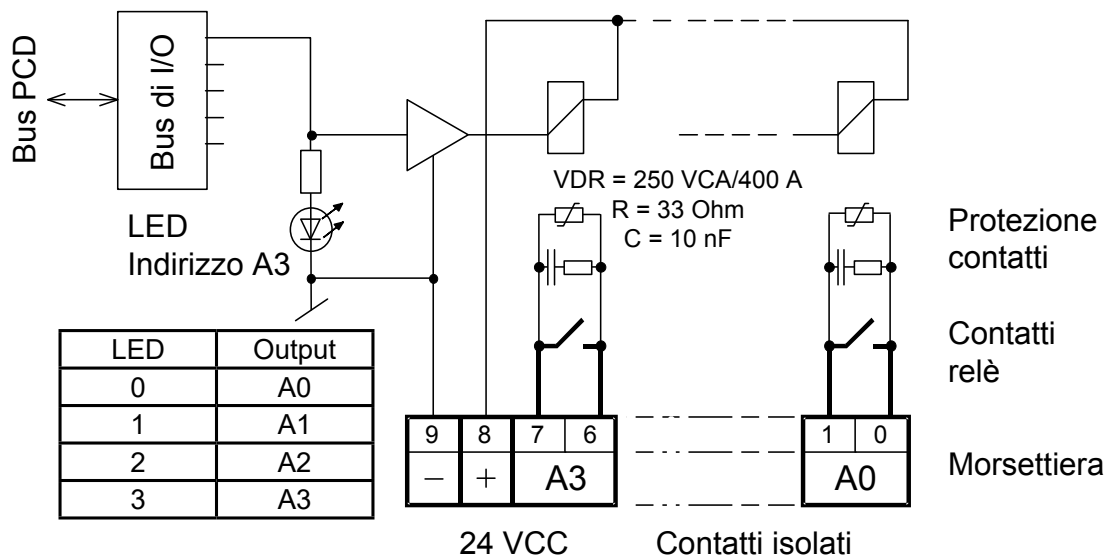 Bus PCD
Bus di I/O
LED
Indirizzo A3
VDR = 250 VCA/400 A
R = 33 Ohm
C = 10 nF
Protezione
contatti
Contatti
relè
LED Output
0 A0
1 A1
2 A2
3 A3
9 8 7 6 1 0
− + A3 A0
Morsettiera
24 VCC Contatti isolati